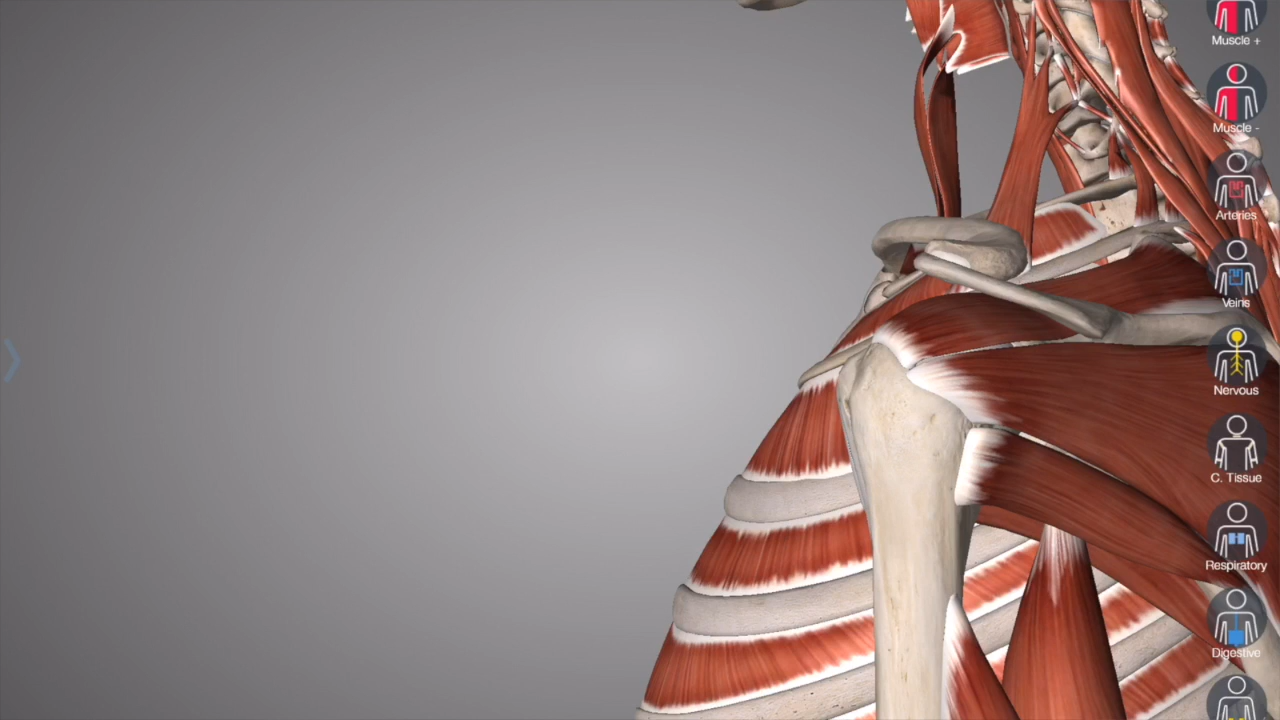 Muscle +
Muscle -
Arteries
Veins
Nervous
C. Tissue
Respiratory
Digestive